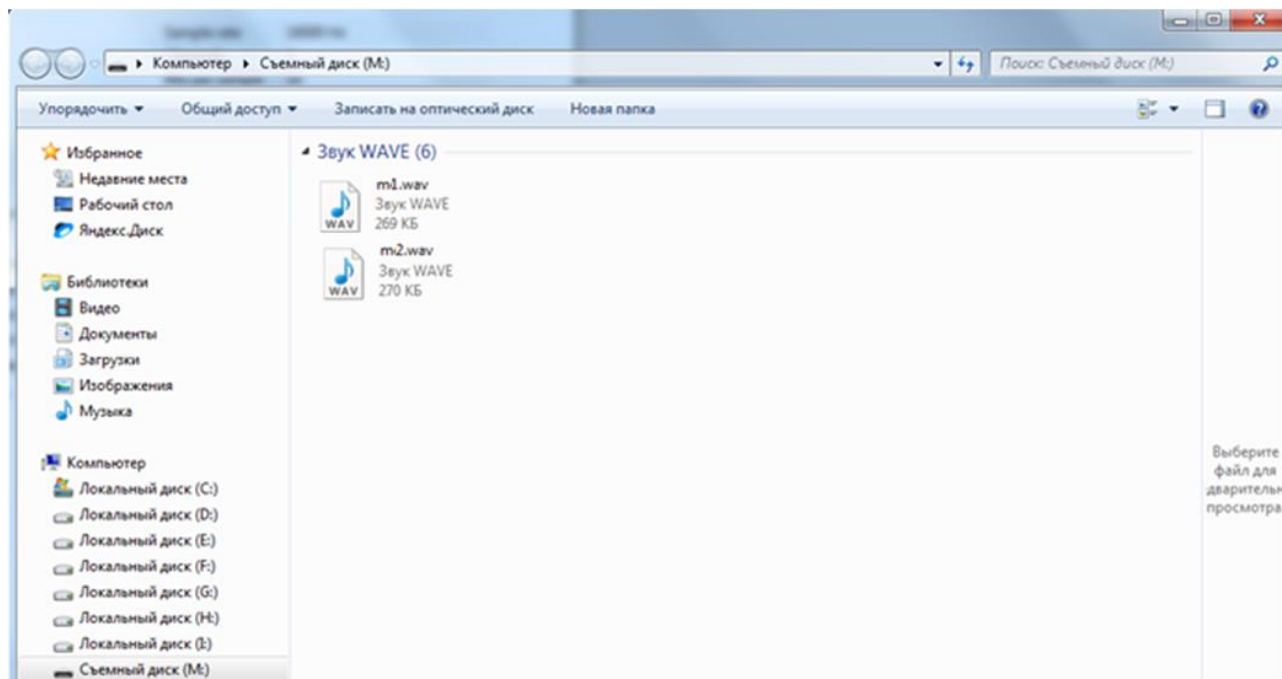 Компьютер Съемный диск (M:)
Поиск: Съемный диск (M:)
Упорядочить Общий доступ Записать на оптический диск Новая папка
Избранное
Недавние места
Рабочий стол
Яндекс.Диск
Библиотеки
Видео
Документы
Загрузки
Изображения
Музыка
Компьютер
Локальный диск (C:)
Локальный диск (D:)
Локальный диск (E:)
Локальный диск (F:)
Локальный диск (G:)
Локальный диск (H:)
Локальный диск (I:)
Съемный диск (M:)
Звук WAVE (6)
m1.wav
Звук WAVE
269 КБ
WAV
m2.wav
Звук WAVE
270 КБ
WAV
Выберите
файл для
дварительн
просмотра.